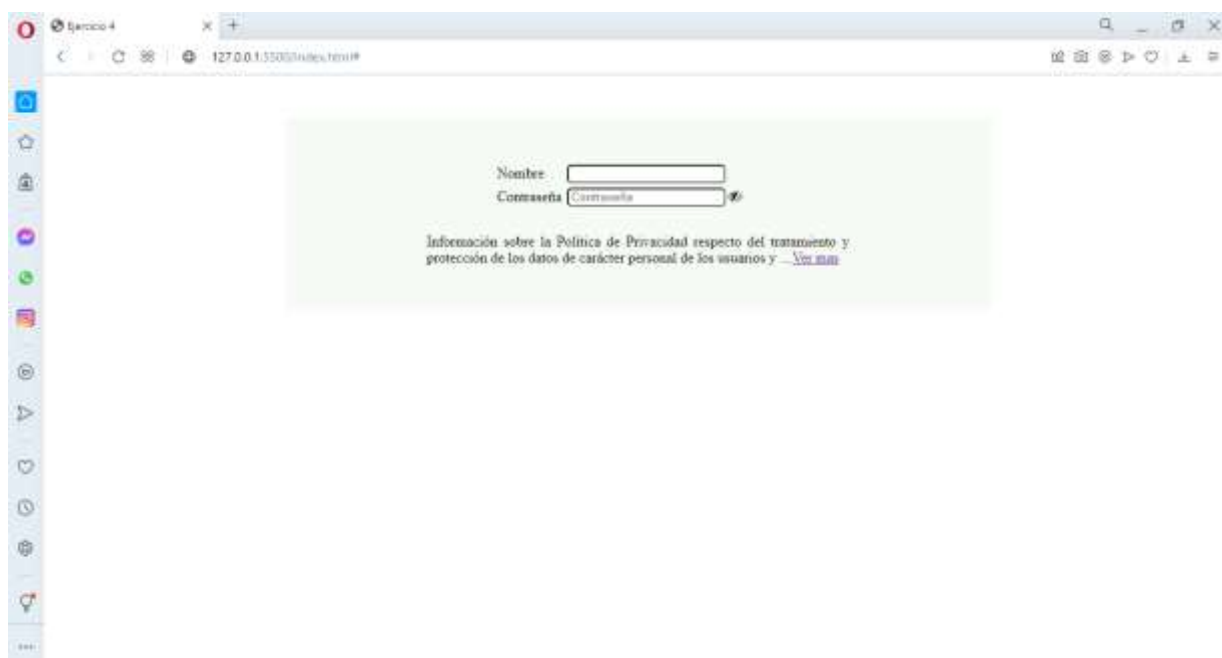 Ejercicio 4
127.0.0.1:5500/index.html#
Nombre
Contraseña Contraseña
Información sobre la Política de Privacidad respecto del tratamiento y
protección de los datos de carácter personal de los usuarios y ... Ver mas